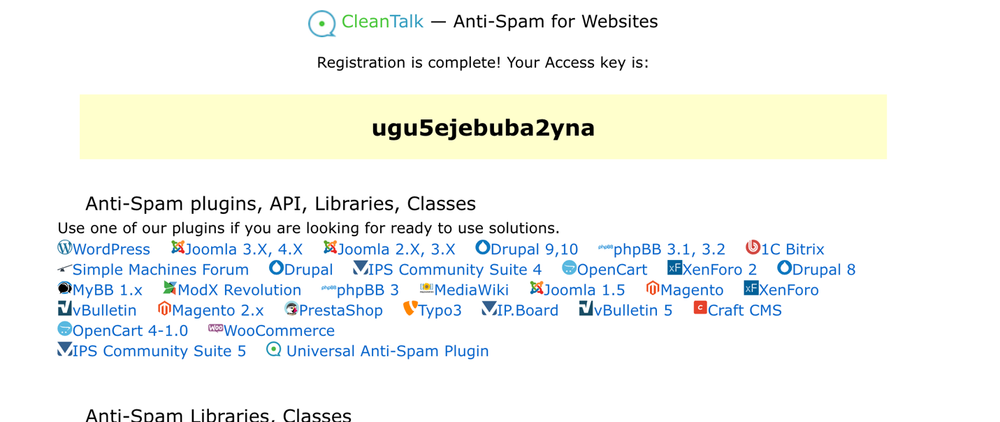 CleanTalk — Anti-Spam for Websites
Registration is complete! Your Access key is:
ugu5ejebuba2yna
Anti-Spam plugins, API, Libraries, Classes
Use one of our plugins if you are looking for ready to use solutions.
WordPress Joomla 3.X, 4.X Joomla 2.X, 3.X Drupal 9,10 phpBB phpBB 3.1, 3.2 1C Bitrix
Simple Machines Forum Drupal IPS Community Suite 4 OpenCart xF XenForo 2 Drupal 8
MyBB 1.x ModX Revolution phpBB phpBB 3 MediaWiki Joomla 1.5 Magento xF XenForo
vBulletin Magento 2.x PrestaShop Typo3 IP.Board vBulletin 5 Craft CMS
OpenCart 4-1.0 Woo WooCommerce
IPS Community Suite 5 Universal Anti-Spam Plugin
Anti-Spam Libraries, Classes